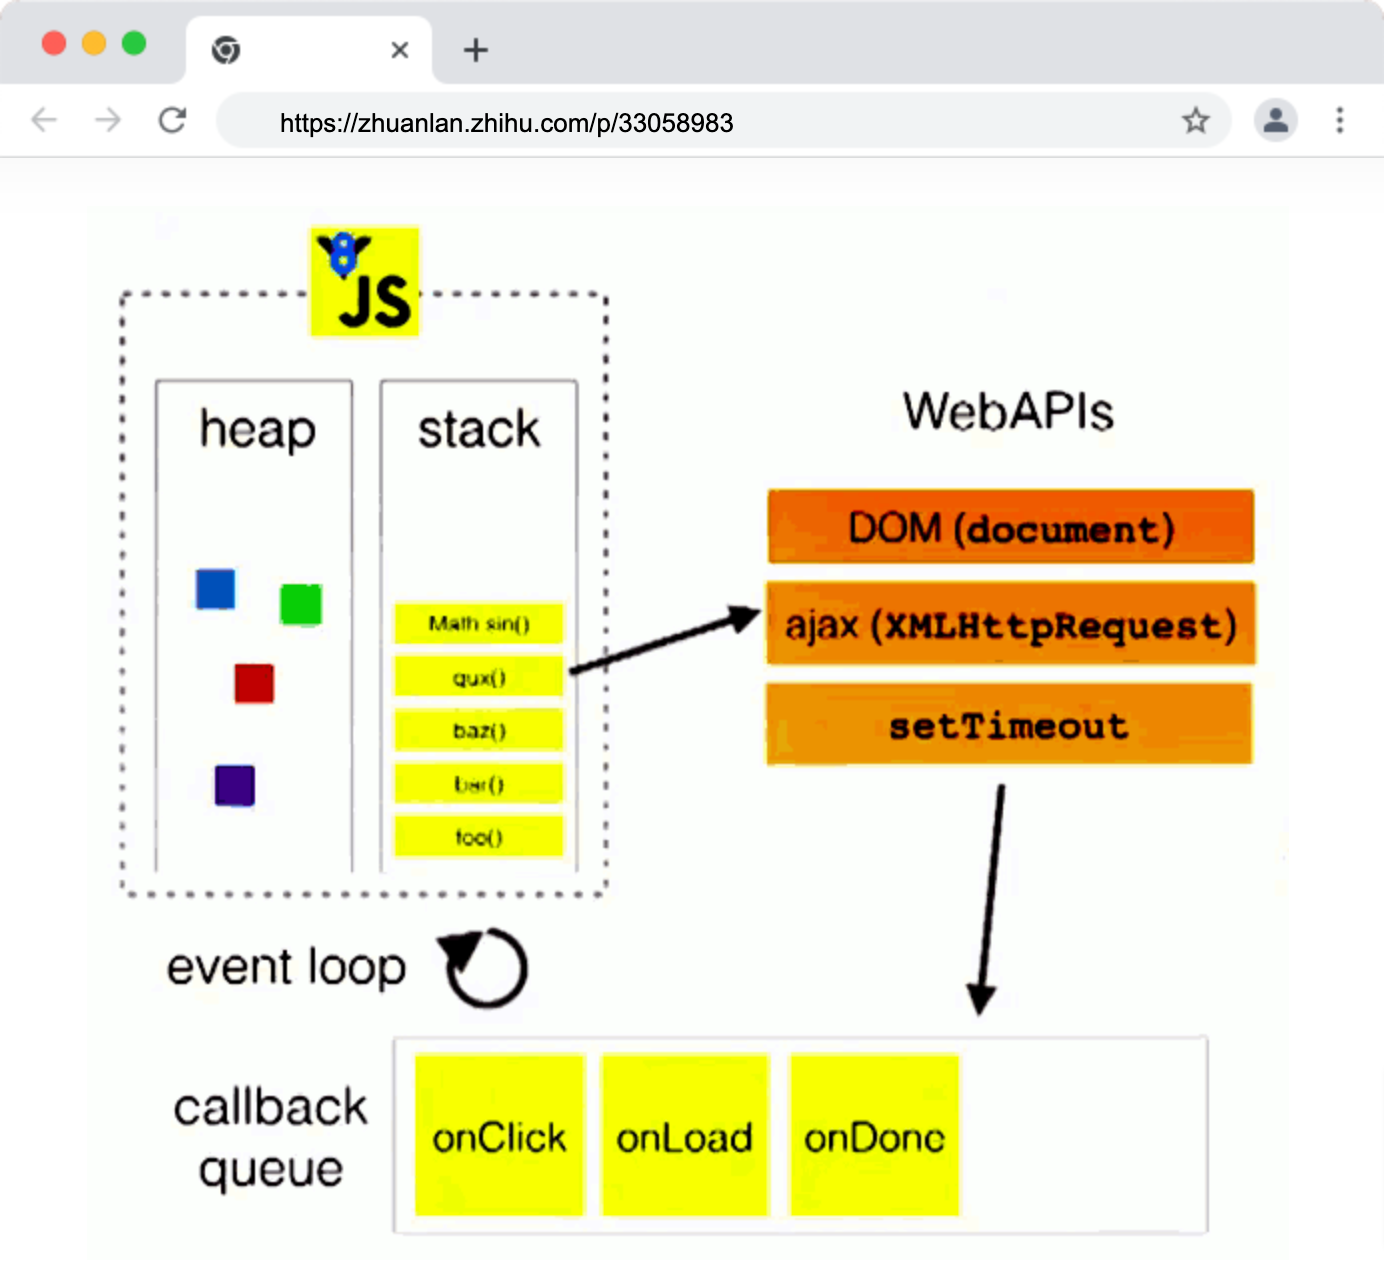 https://zhuanlan.zhihu.com/p/33058983
8
JS
heap
stack
WebAPIs
DOM (document)
ajax (XMLHttpRequest)
setTimeout
Math sin()
qux()
baz()
bar()
foo()
event loop
callback
queue
onClick
onLoad
onDone